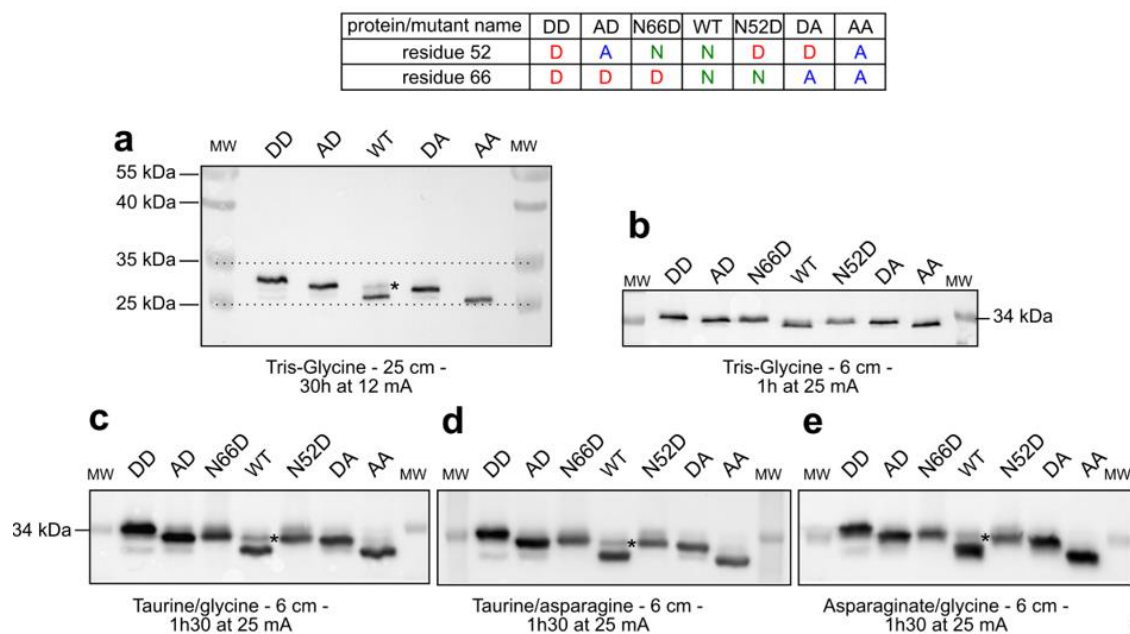 protein/mutant name DD AD N66D WT N52D DA AA
residue 52 D A N N D D A
residue 66 D D D N N A A
a
MW DD AD WT DA AA MW
55 kDa
40 kDa
35 kDa
*
25 kDa
Tris-Glycine - 25 cm -
30h at 12 mA
b
MW DD AD N66D WT N52D DA AA MW
34 kDa
Tris-Glycine - 6 cm -
1h at 25 mA
c
MW DD AD N66D WT N52D DA AA MW
34 kDa
*
Taurine/glycine - 6 cm -
1h30 at 25 mA
d
MW DD AD N66D WT N52D DA AA MW
*
Taurine/asparagine - 6 cm -
1h30 at 25 mA
e
MW DD AD N66D WT N52D DA AA MW
*
Asparaginate/glycine - 6 cm -
1h30 at 25 mA